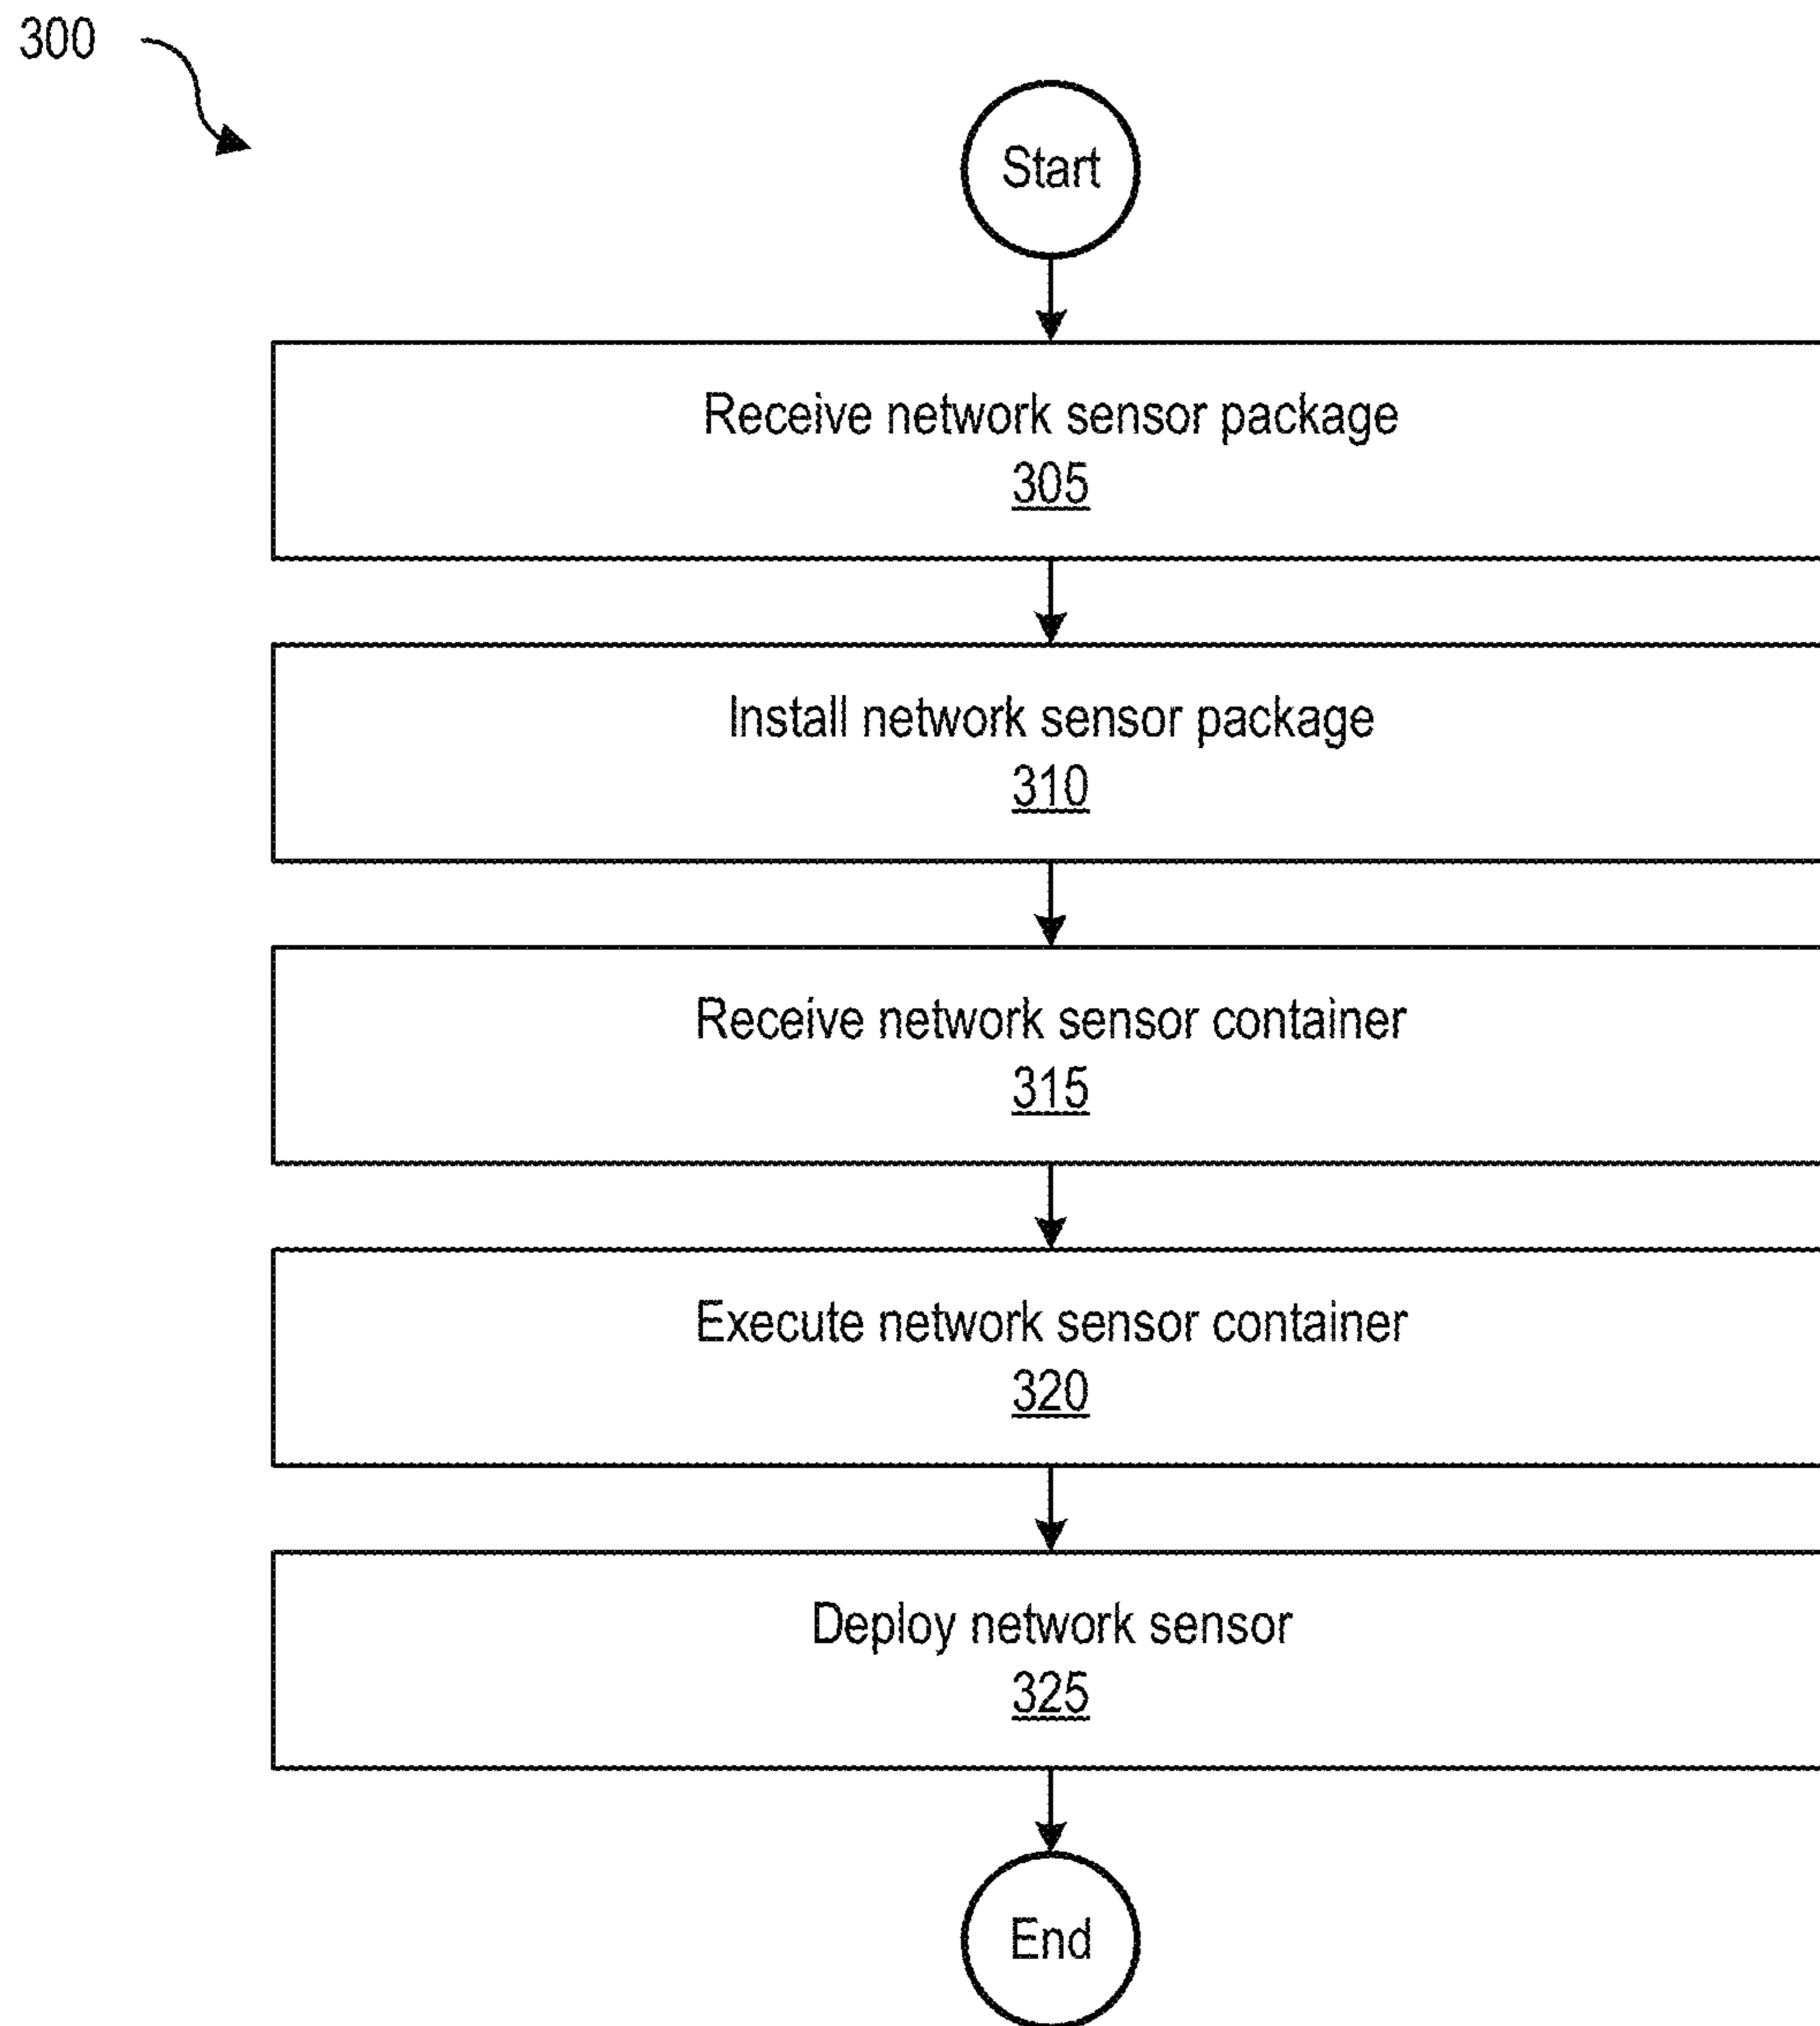 300
Start
Receive network sensor package
305
Install network sensor package
310
Receive network sensor container
315
Execute network sensor container
320
Deploy network sensor
325
End